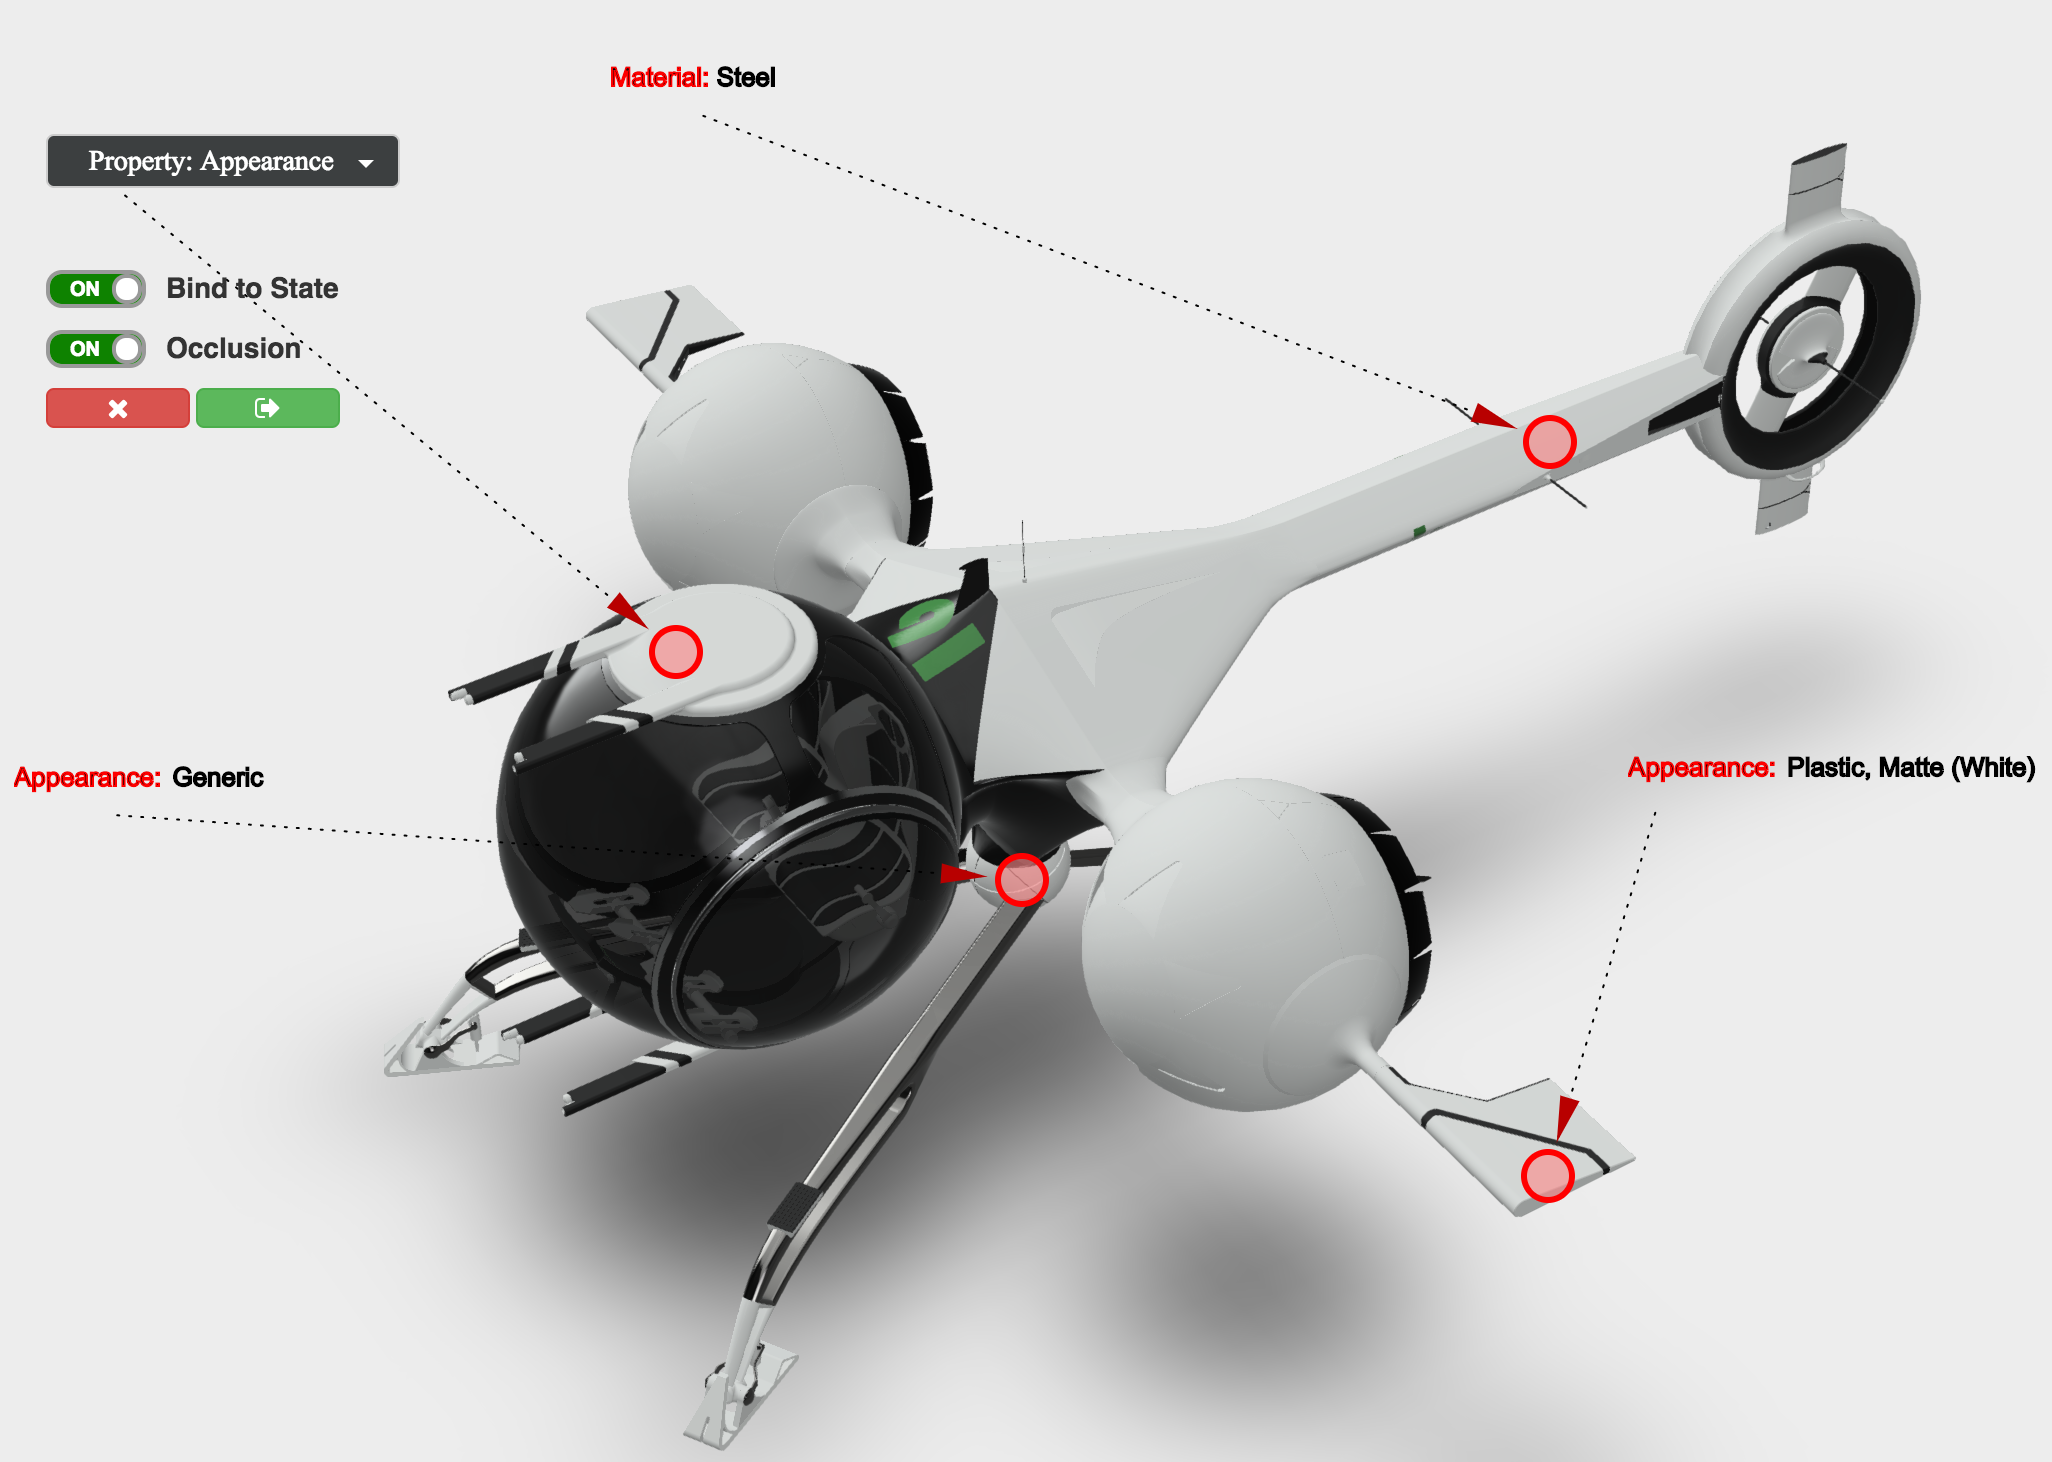 Material: Steel
Property: Appearance
ON Bind to State
ON Occlusion
Appearance: Generic
Appearance: Plastic, Matte (White)